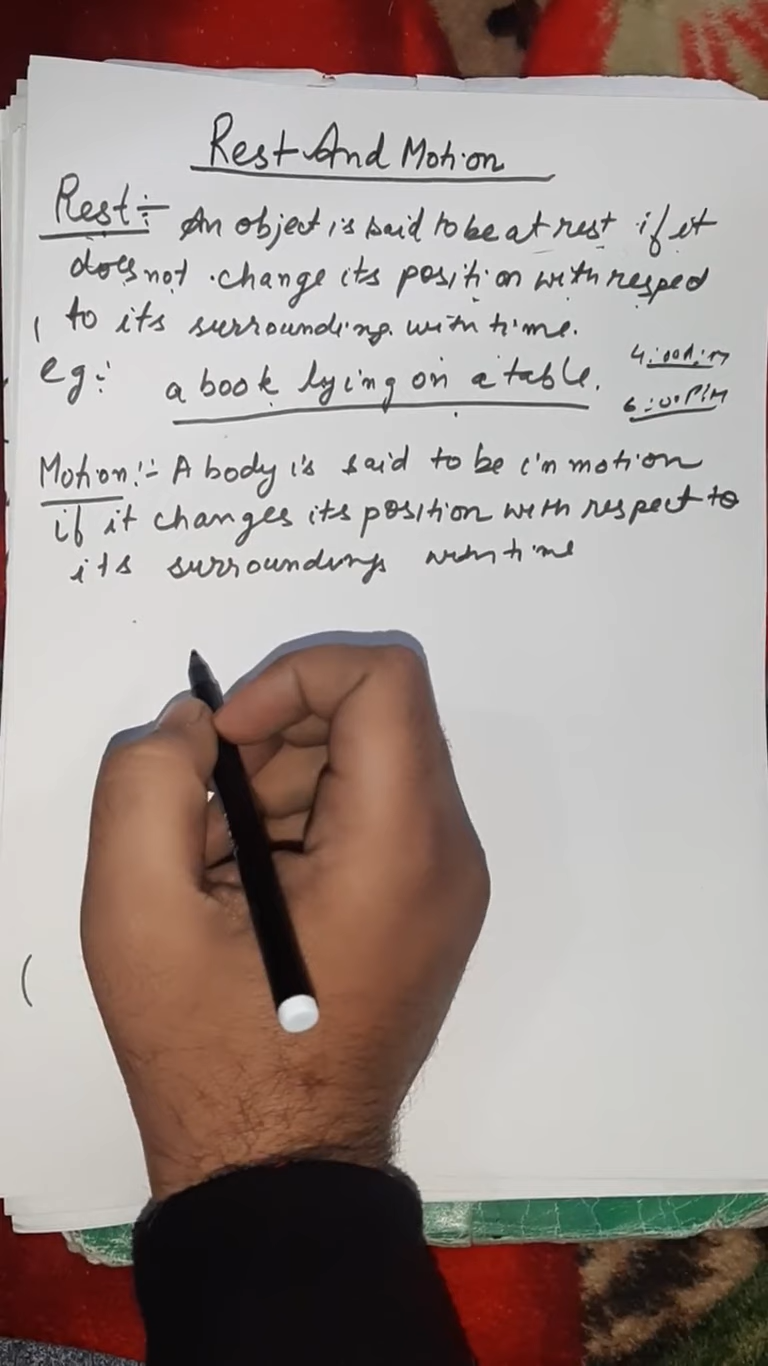 Rest And Motion
Rest:- An object is said to be at rest if it
does not change its position with respect
to its surrounding with time.
eg:- a book lying on a table.
4:00 A:m
6:00 P/M
Motion:- A body is said to be in motion
if it changes its position with respect to
its surroundings with time